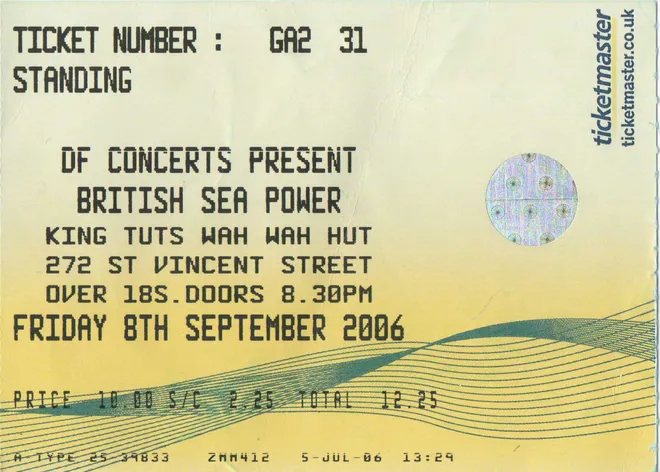 TICKET NUMBER : GA2 31
STANDING
DF CONCERTS PRESENT
BRITISH SEA POWER
KING TUTS WAH WAH HUT
272 ST VINCENT STREET
OVER 18S.DOORS 8.30PM
FRIDAY 8TH SEPTEMBER 2006
PRICE 10.00 S/C 2.25 TOTAL 12.25
A-TYPE 25-39833 ZMM412 5-JUL-06 13:29
ticketmaster
ticketmaster.co.uk